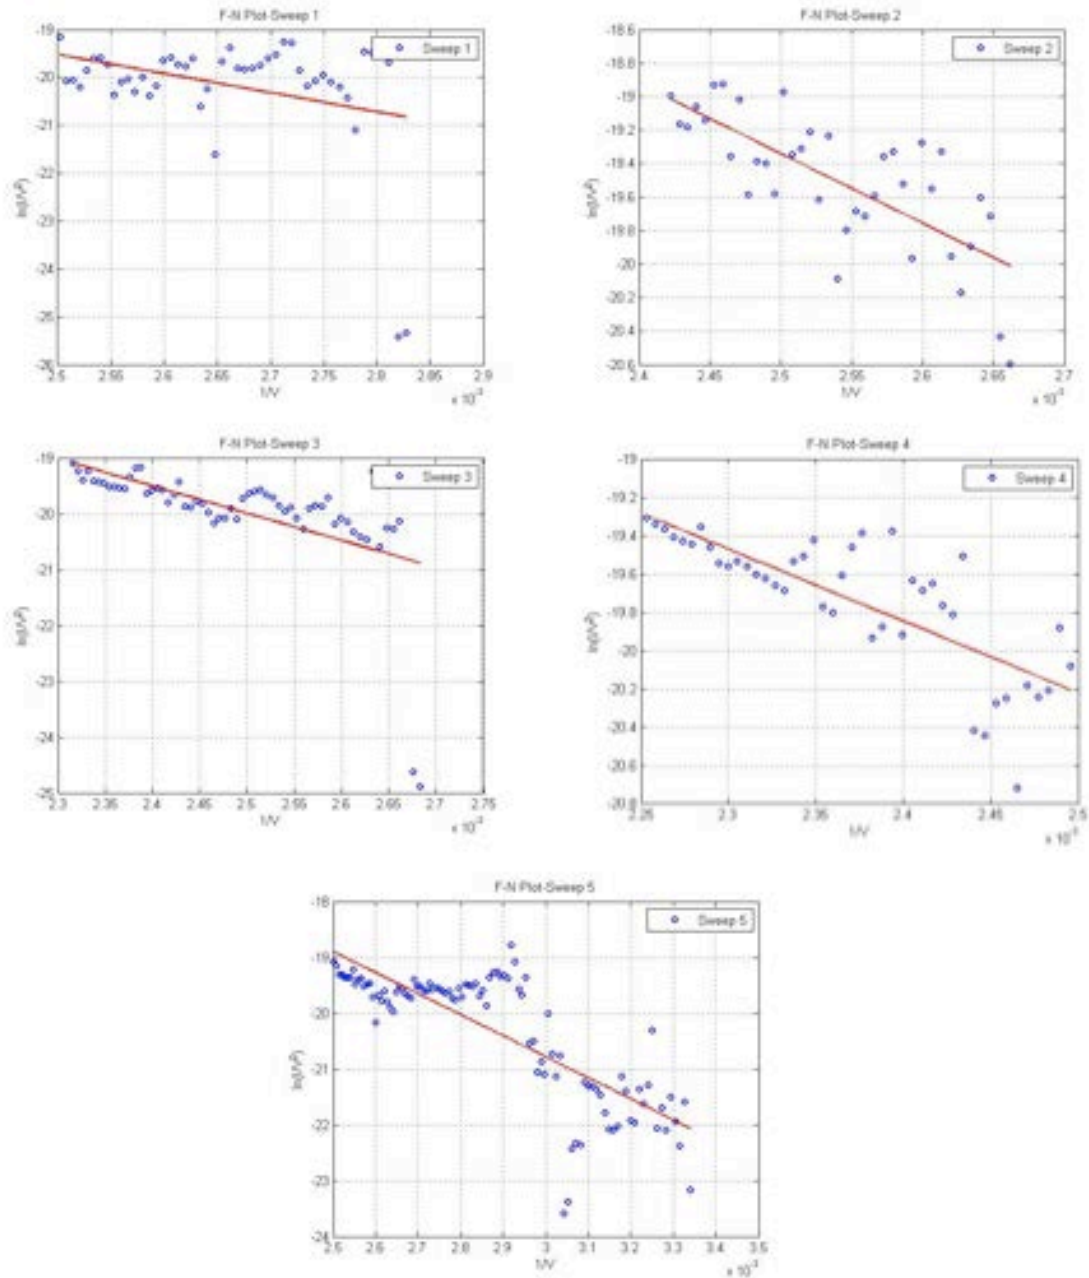 F-N Plot-Sweep 1
-19
Sweep 1
-20
-21
-22
-23
-24
-25
-26
ln(I/V²)
2.5 2.55 2.6 2.65 2.7 2.75 2.8 2.85 2.9
1/V
x 10⁻³
F-N Plot-Sweep 2
-18.6
Sweep 2
-18.8
-19
-19.2
-19.4
-19.6
-19.8
-20
-20.2
-20.4
-20.6
ln(I/V²)
2.4 2.45 2.5 2.55 2.6 2.65 2.7
1/V
x 10⁻³
F-N Plot-Sweep 3
-19
Sweep 3
-20
-21
-22
-23
-24
-25
ln(I/V²)
2.3 2.35 2.4 2.45 2.5 2.55 2.6 2.65 2.7 2.75
1/V
x 10⁻³
F-N Plot-Sweep 4
-19
Sweep 4
-19.2
-19.4
-19.6
-19.8
-20
-20.2
-20.4
-20.6
-20.8
ln(I/V²)
2.25 2.3 2.35 2.4 2.45 2.5
1/V
x 10⁻³
F-N Plot-Sweep 5
-18
Sweep 5
-19
-20
-21
-22
-23
-24
ln(I/V²)
2.5 2.6 2.7 2.8 2.9 3 3.1 3.2 3.3 3.4 3.5
1/V
x 10⁻³